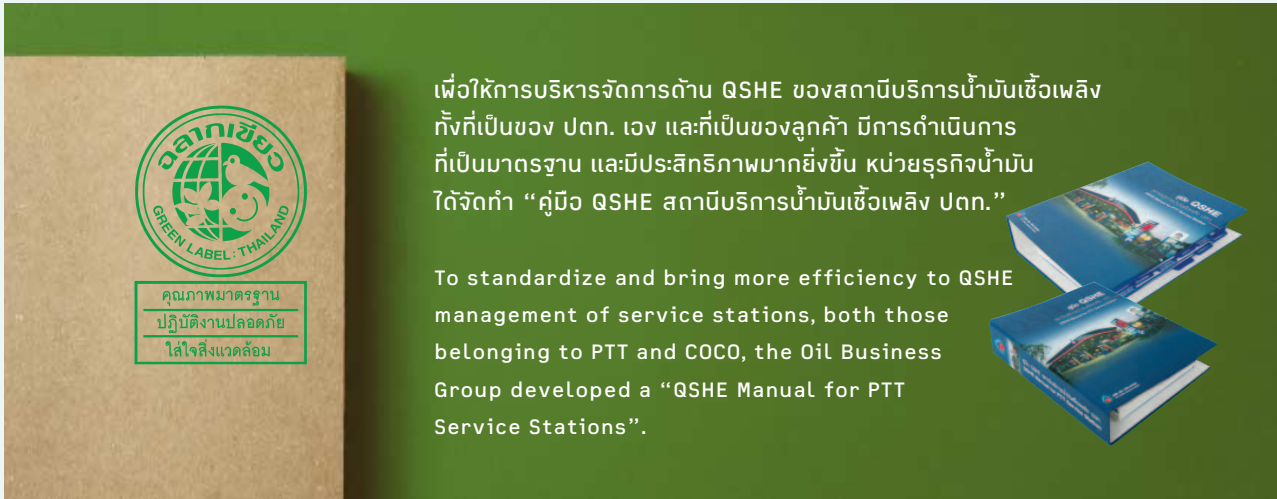 ฉลากเขียว
GREEN LABEL : THAILAND
คุณภาพมาตรฐาน
ปฏิบัติงานปลอดภัย
ใส่ใจสิ่งแวดล้อม
เพื่อให้การบริหารจัดการด้าน QSHE ของสถานีบริการน้ำมันเชื้อเพลิง
ทั้งที่เป็นของ ปตท. เอง และที่เป็นของลูกค้า มีการดำเนินการ
ที่เป็นมาตรฐาน และมีประสิทธิภาพมากยิ่งขึ้น หน่วยธุรกิจน้ำมัน
ได้จัดทำ “คู่มือ QSHE สถานีบริการน้ำมันเชื้อเพลิง ปตท.”
To standardize and bring more efficiency to QSHE
management of service stations, both those
belonging to PTT and COCO, the Oil Business
Group developed a “QSHE Manual for PTT
Service Stations”.
คู่มือ QSHE
คู่มือ QSHE